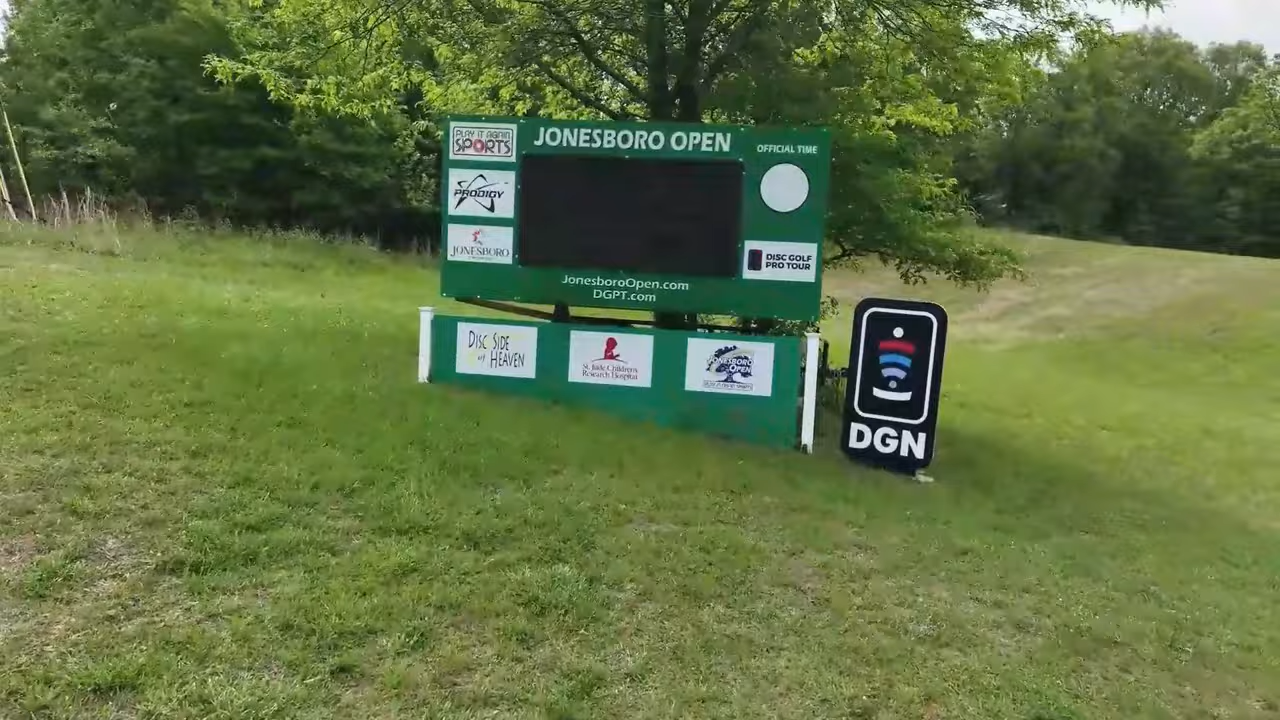 PLAY IT AGAIN
SPORTS
JONESBORO OPEN
OFFICIAL TIME
PRODIGY
JONESBORO
DISC GOLF
PRO TOUR
JonesboroOpen.com
DGPT.com
DISC SIDE
of HEAVEN
St. Jude Children's
Research Hospital
JONESBORO
OPEN
DGN